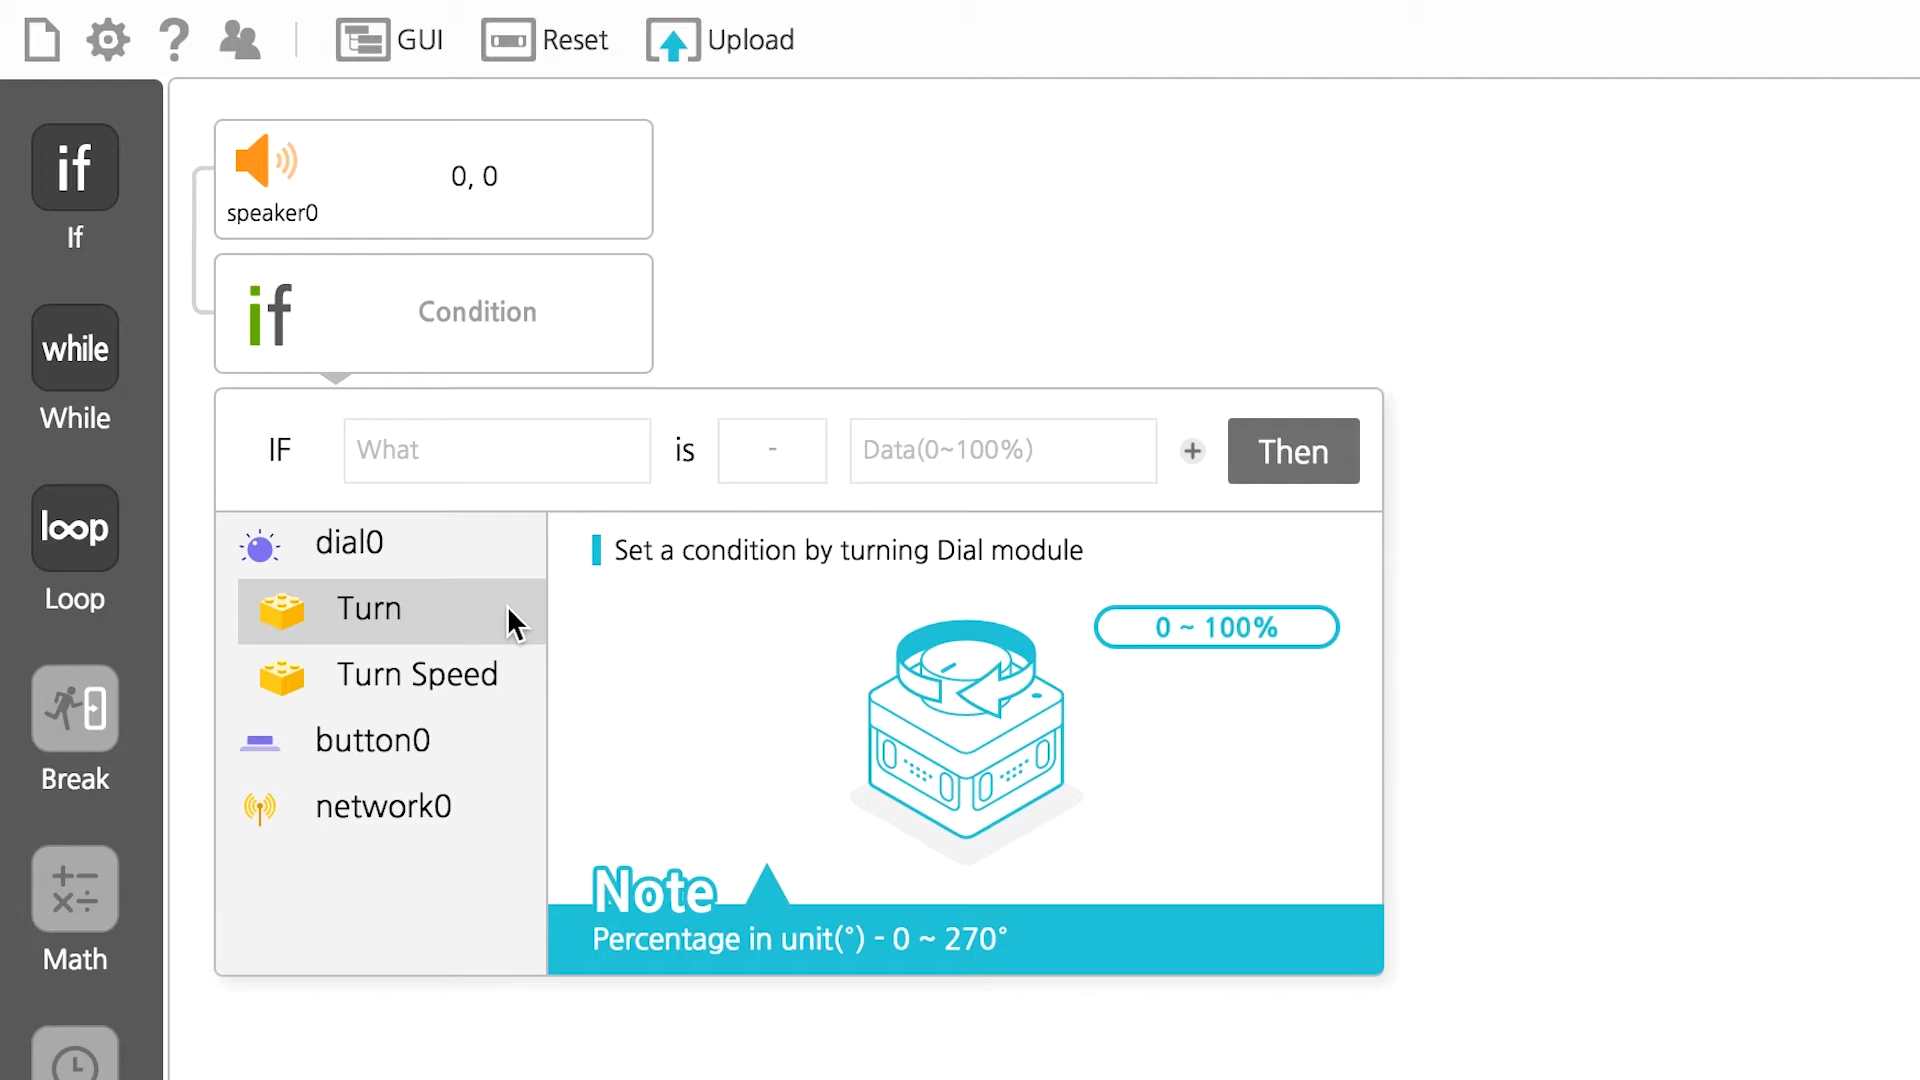 GUI Reset Upload
if
If
while
While
loop
Loop
Break
Math
speaker0
0, 0
if Condition
IF What is - Data(0~100%) + Then
dial0
Turn
Turn Speed
button0
network0
Set a condition by turning Dial module
0 ~ 100%
Note
Percentage in unit(°) - 0 ~ 270°